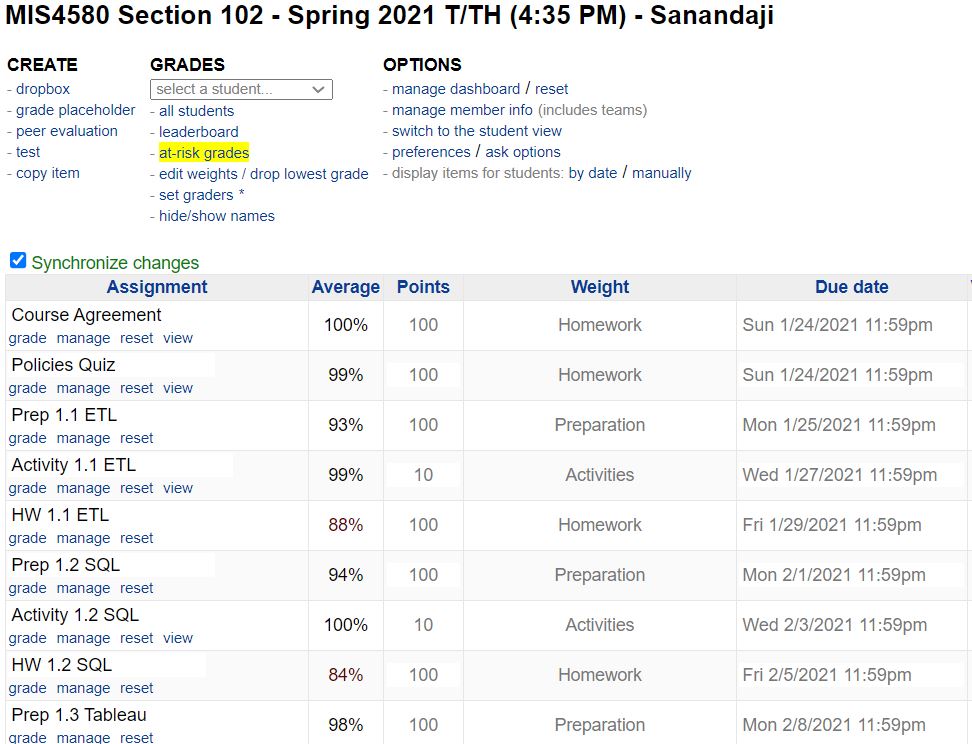 MIS4580 Section 102 - Spring 2021 T/TH (4:35 PM) - Sanandaji
CREATE
- dropbox
- grade placeholder
- peer evaluation
- test
- copy item
GRADES
select a student...
- all students
- leaderboard
- at-risk grades
- edit weights / drop lowest grade
- set graders *
- hide/show names
OPTIONS
- manage dashboard / reset
- manage member info (includes teams)
- switch to the student view
- preferences / ask options
- display items for students: by date / manually
Synchronize changes
Assignment Average Points Weight Due date
Course Agreement 100% 100 Homework Sun 1/24/2021 11:59pm
grade manage reset view
Policies Quiz 99% 100 Homework Sun 1/24/2021 11:59pm
grade manage reset view
Prep 1.1 ETL 93% 100 Preparation Mon 1/25/2021 11:59pm
grade manage reset
Activity 1.1 ETL 99% 10 Activities Wed 1/27/2021 11:59pm
grade manage reset view
HW 1.1 ETL 88% 100 Homework Fri 1/29/2021 11:59pm
grade manage reset
Prep 1.2 SQL 94% 100 Preparation Mon 2/1/2021 11:59pm
grade manage reset
Activity 1.2 SQL 100% 10 Activities Wed 2/3/2021 11:59pm
grade manage reset view
HW 1.2 SQL 84% 100 Homework Fri 2/5/2021 11:59pm
grade manage reset
Prep 1.3 Tableau 98% 100 Preparation Mon 2/8/2021 11:59pm
grade manage reset